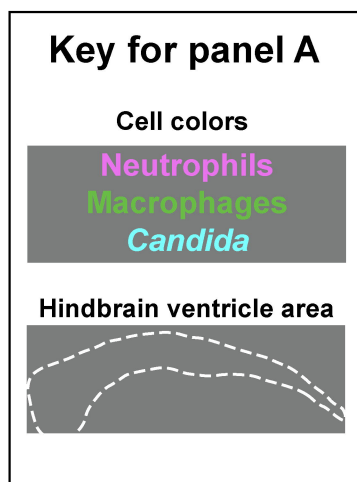 Key for panel A
Cell colors
Neutrophils
Macrophages
Candida
Hindbrain ventricle area